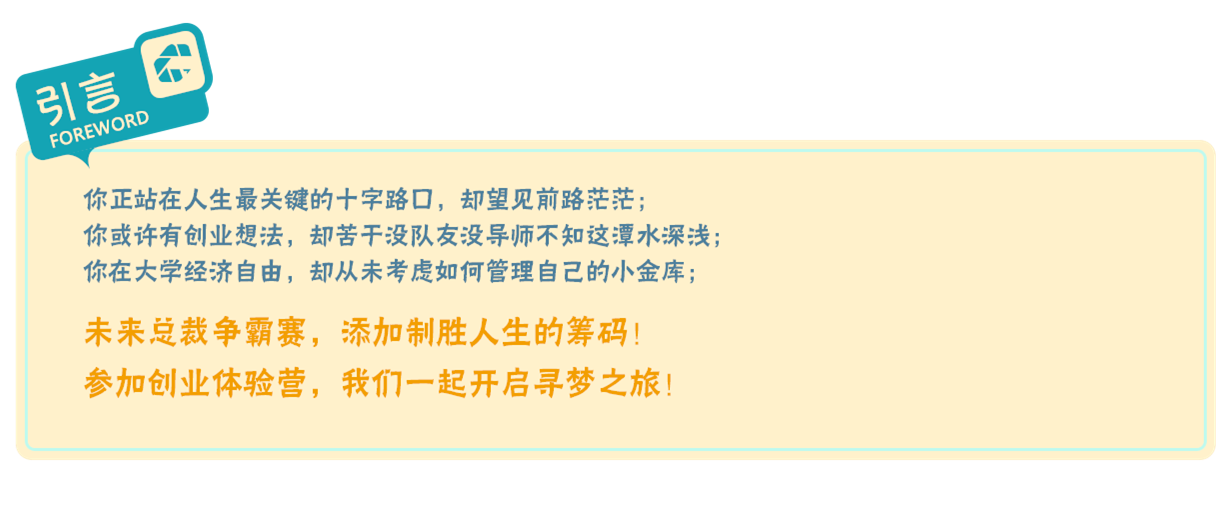 引言
FOREWORD
你正站在人生最关键的十字路口，却望见前路茫茫；
你或许有创业想法，却苦于没队友没导师不知这潭水深浅；
你在大学经济自由，却从未考虑如何管理自己的小金库；
未来总裁争霸赛，添加制胜人生的筹码！
参加创业体验营，我们一起开启寻梦之旅！